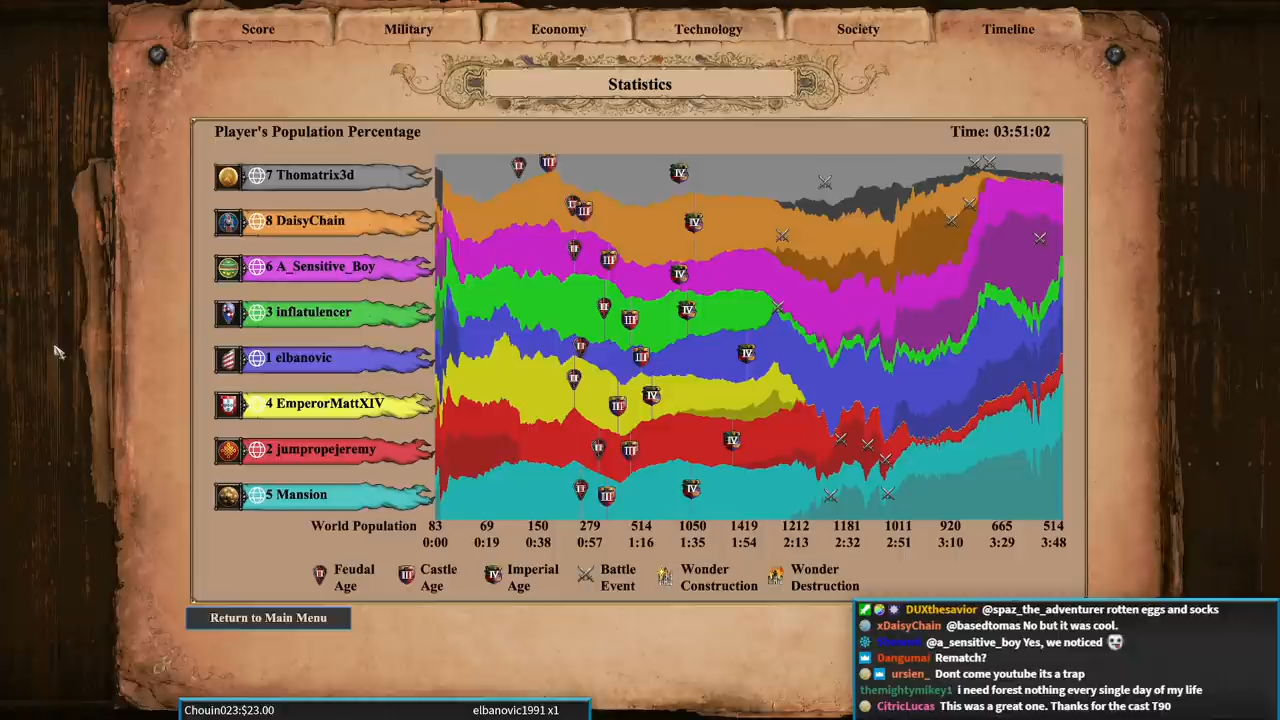 Score Military Economy Technology Society Timeline
Statistics
Player's Population Percentage Time: 03:51:02
7 Thomatrix3d
8 DaisyChain
6 A_Sensitive_Boy
3 inflatulencer
1 elbanovic
4 EmperorMattXIV
2 jumpropejeremy
5 Mansion
World Population 83 69 150 279 514 1050 1419 1212 1181 1011 920 665 514
0:00 0:19 0:38 0:57 1:16 1:35 1:54 2:13 2:32 2:51 3:10 3:29 3:48
Feudal Age
Castle Age
Imperial Age
Battle Event
Wonder Construction
Wonder Destruction
Return to Main Menu
DUXthesavior @spaz_the_adventurer rotten eggs and socks
xDaisyChain @basedtomas No but it was cool.
@a_sensitive_boy Yes, we noticed
Dangumai Rematch?
ursien_ Dont come youtube its a trap
themightymikey1 i need forest nothing every single day of my life
CitricLucas This was a great one. Thanks for the cast T90
Chouin023:$23.00 elbanovic1991 x1